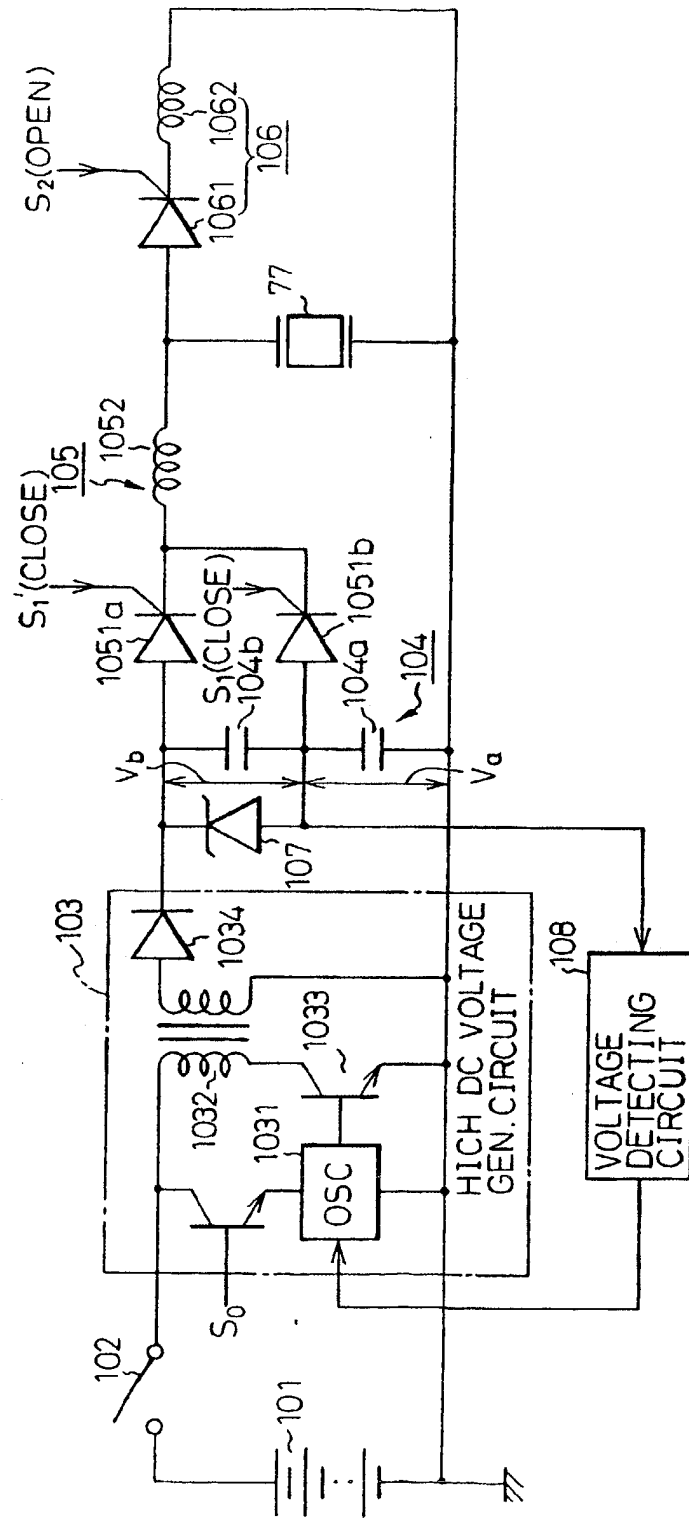 102
101
S0
103
1032
1031
OSC
1033
1034
HICH DC VOLTAGE
GEN. CIRCUIT
108
VOLTAGE
DETECTING
CIRCUIT
107
Vb
Va
104b
104a
104
S1'(CLOSE)
1051a
S1(CLOSE)
1051b
105
1052
77
S2(OPEN)
1061
1062
106